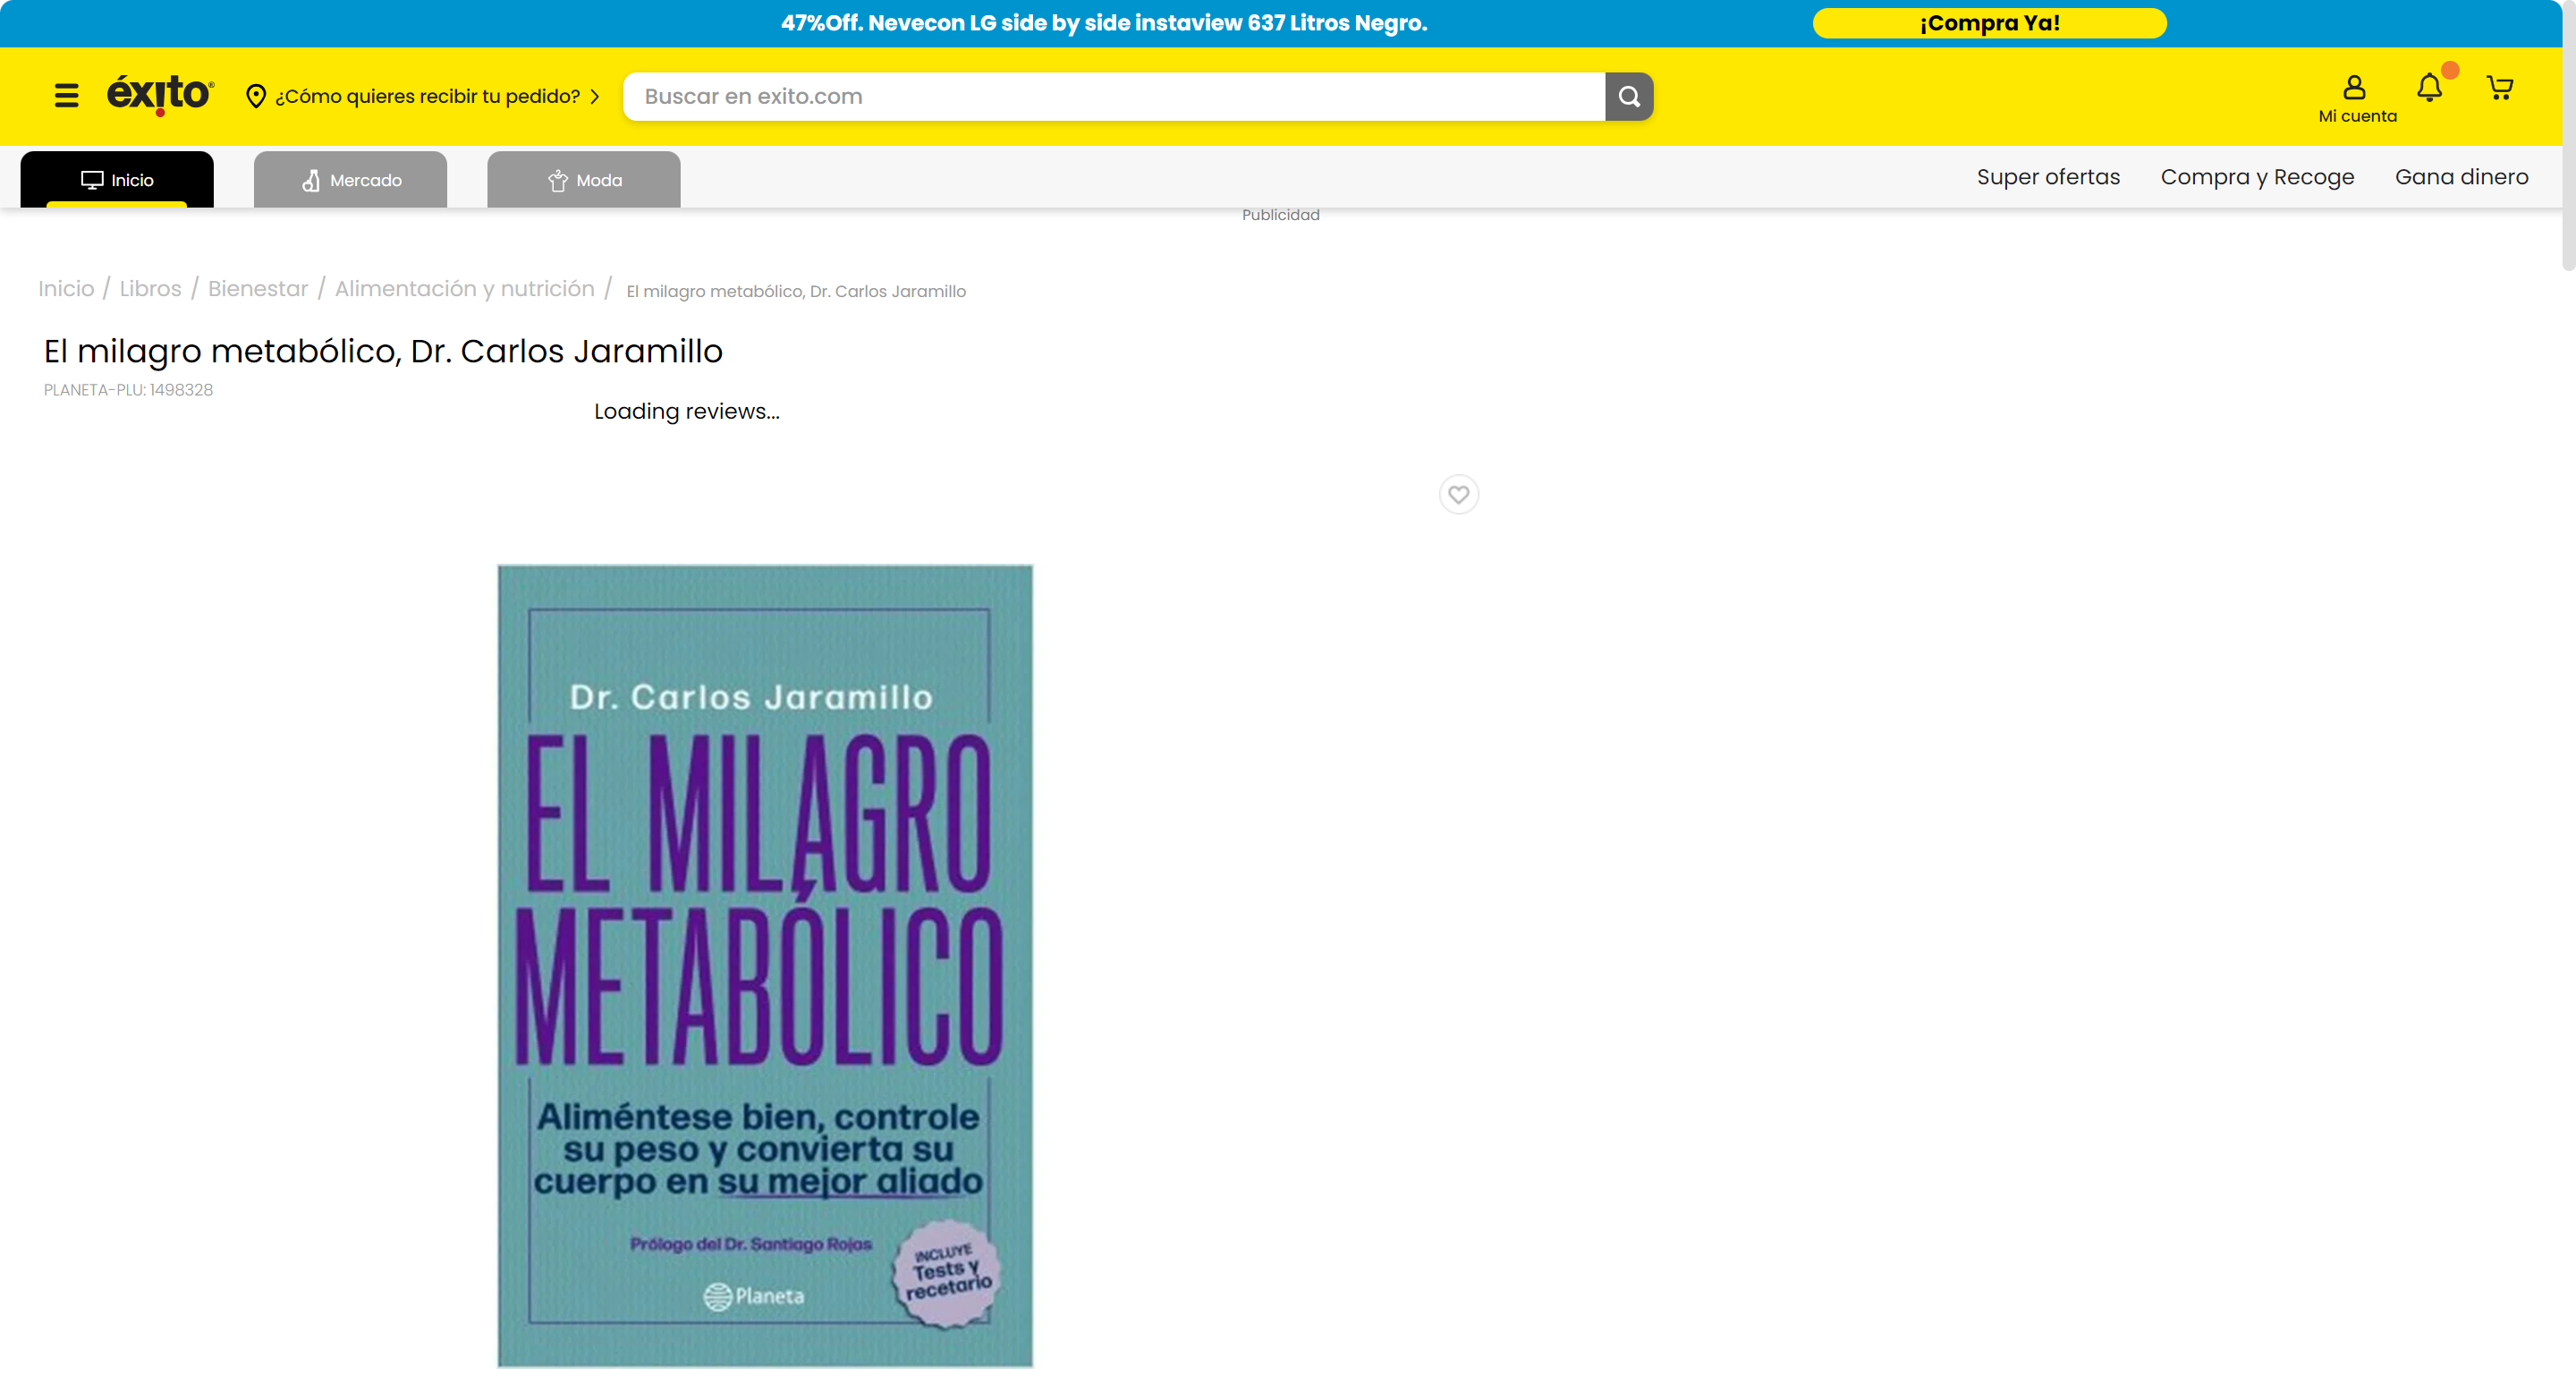 47%Off. Nevecon LG side by side instaview 637 Litros Negro.
¡Compra Ya!
éxito®
¿Cómo quieres recibir tu pedido?
Buscar en exito.com
Mi cuenta
Inicio
Mercado
Moda
Super ofertas
Compra y Recoge
Gana dinero
Publicidad
Inicio / Libros / Bienestar / Alimentación y nutrición / El milagro metabólico, Dr. Carlos Jaramillo
El milagro metabólico, Dr. Carlos Jaramillo
PLANETA-PLU: 1498328
Loading reviews...
Dr. Carlos Jaramillo
EL MILAGRO
METABÓLICO
Aliméntese bien, controle
su peso y convierta su
cuerpo en su mejor aliado
Prólogo del Dr. Santiago Rojas
INCLUYE
Tests y
recetario
Planeta